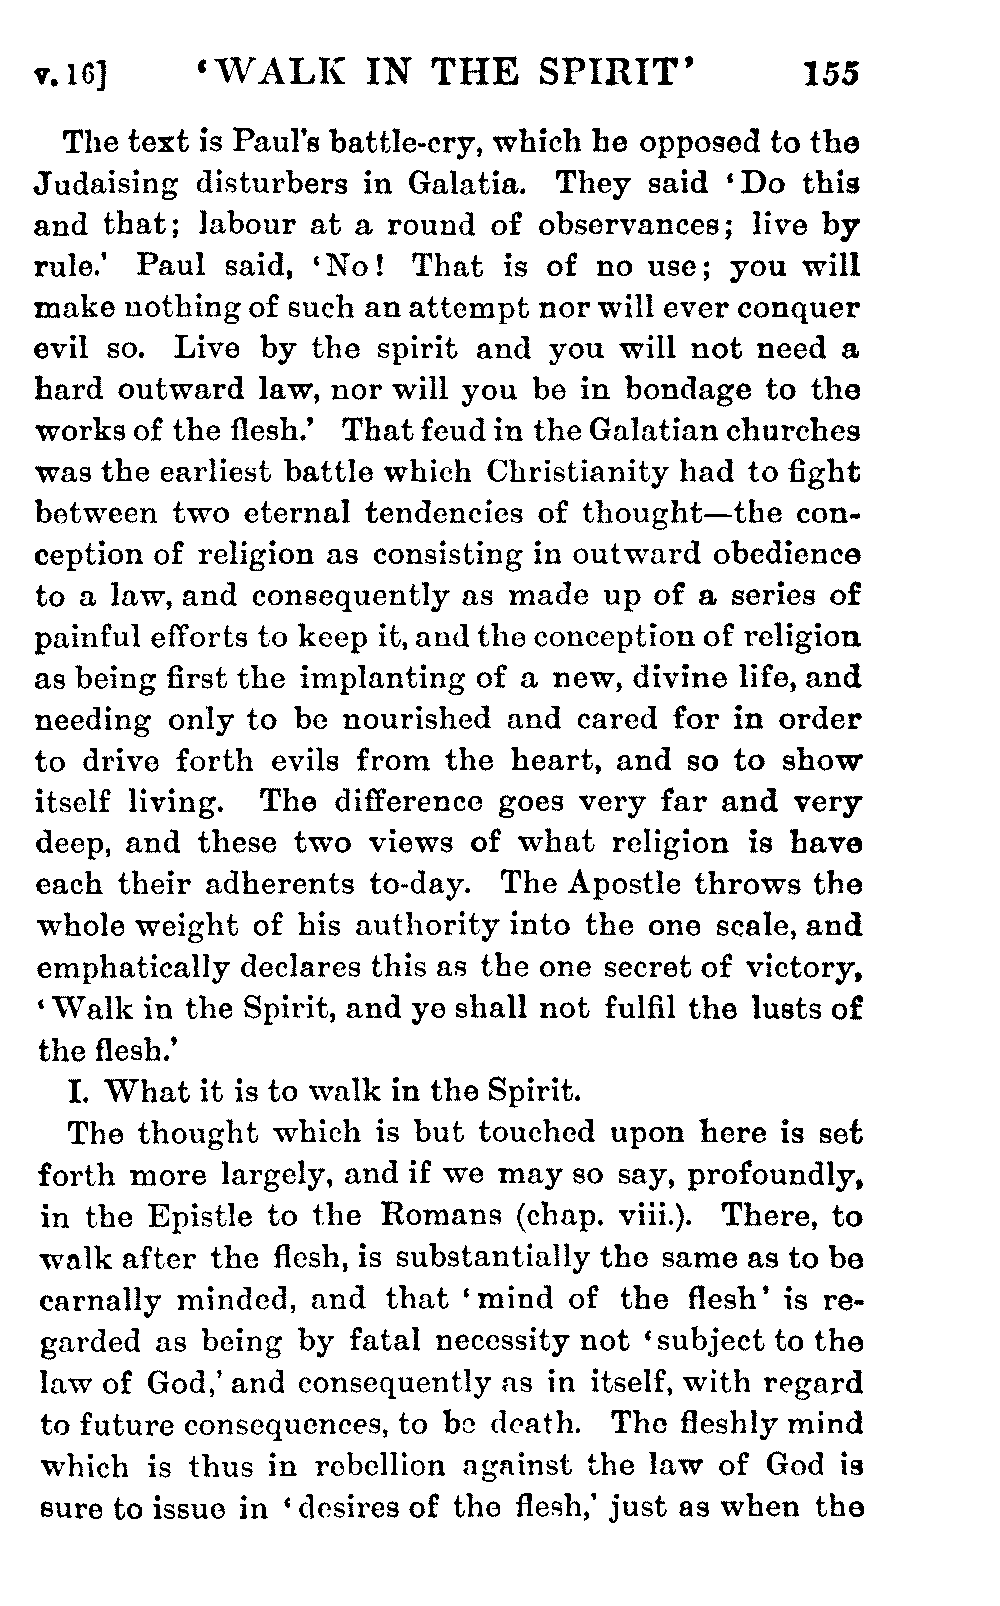 v. 16] ‘WALK IN THE SPIRIT’ 155
The text is Paul's battle-cry, which he opposed to the
Judaising disturbers in Galatia. They said ‘Do this
and that; labour at a round of observances; live by
rule.’ Paul said, ‘No! That is of no use; you will
make nothing of such an attempt nor will ever conquer
evil so. Live by the spirit and you will not need a
hard outward law, nor will you be in bondage to the
works of the flesh.’ That feud in the Galatian churches
was the earliest battle which Christianity had to fight
between two eternal tendencies of thought—the con-
ception of religion as consisting in outward obedience
to a law, and consequently as made up of a series of
painful efforts to keep it, and the conception of religion
as being first the implanting of a new, divine life, and
needing only to be nourished and cared for in order
to drive forth evils from the heart, and so to show
itself living. The difference goes very far and very
deep, and these two views of what religion is have
each their adherents to-day. The Apostle throws the
whole weight of his authority into the one scale, and
emphatically declares this as the one secret of victory,
‘Walk in the Spirit, and ye shall not fulfil the lusts of
the flesh.’
I. What it is to walk in the Spirit.
The thought which is but touched upon here is set
forth more largely, and if we may so say, profoundly,
in the Epistle to the Romans (chap. viii.). There, to
walk after the flesh, is substantially the same as to be
carnally minded, and that ‘mind of the flesh’ is re-
garded as being by fatal necessity not ‘subject to the
law of God,’ and consequently as in itself, with regard
to future consequences, to be death. The fleshly mind
which is thus in rebellion against the law of God is
sure to issue in ‘desires of the flesh,’ just as when the